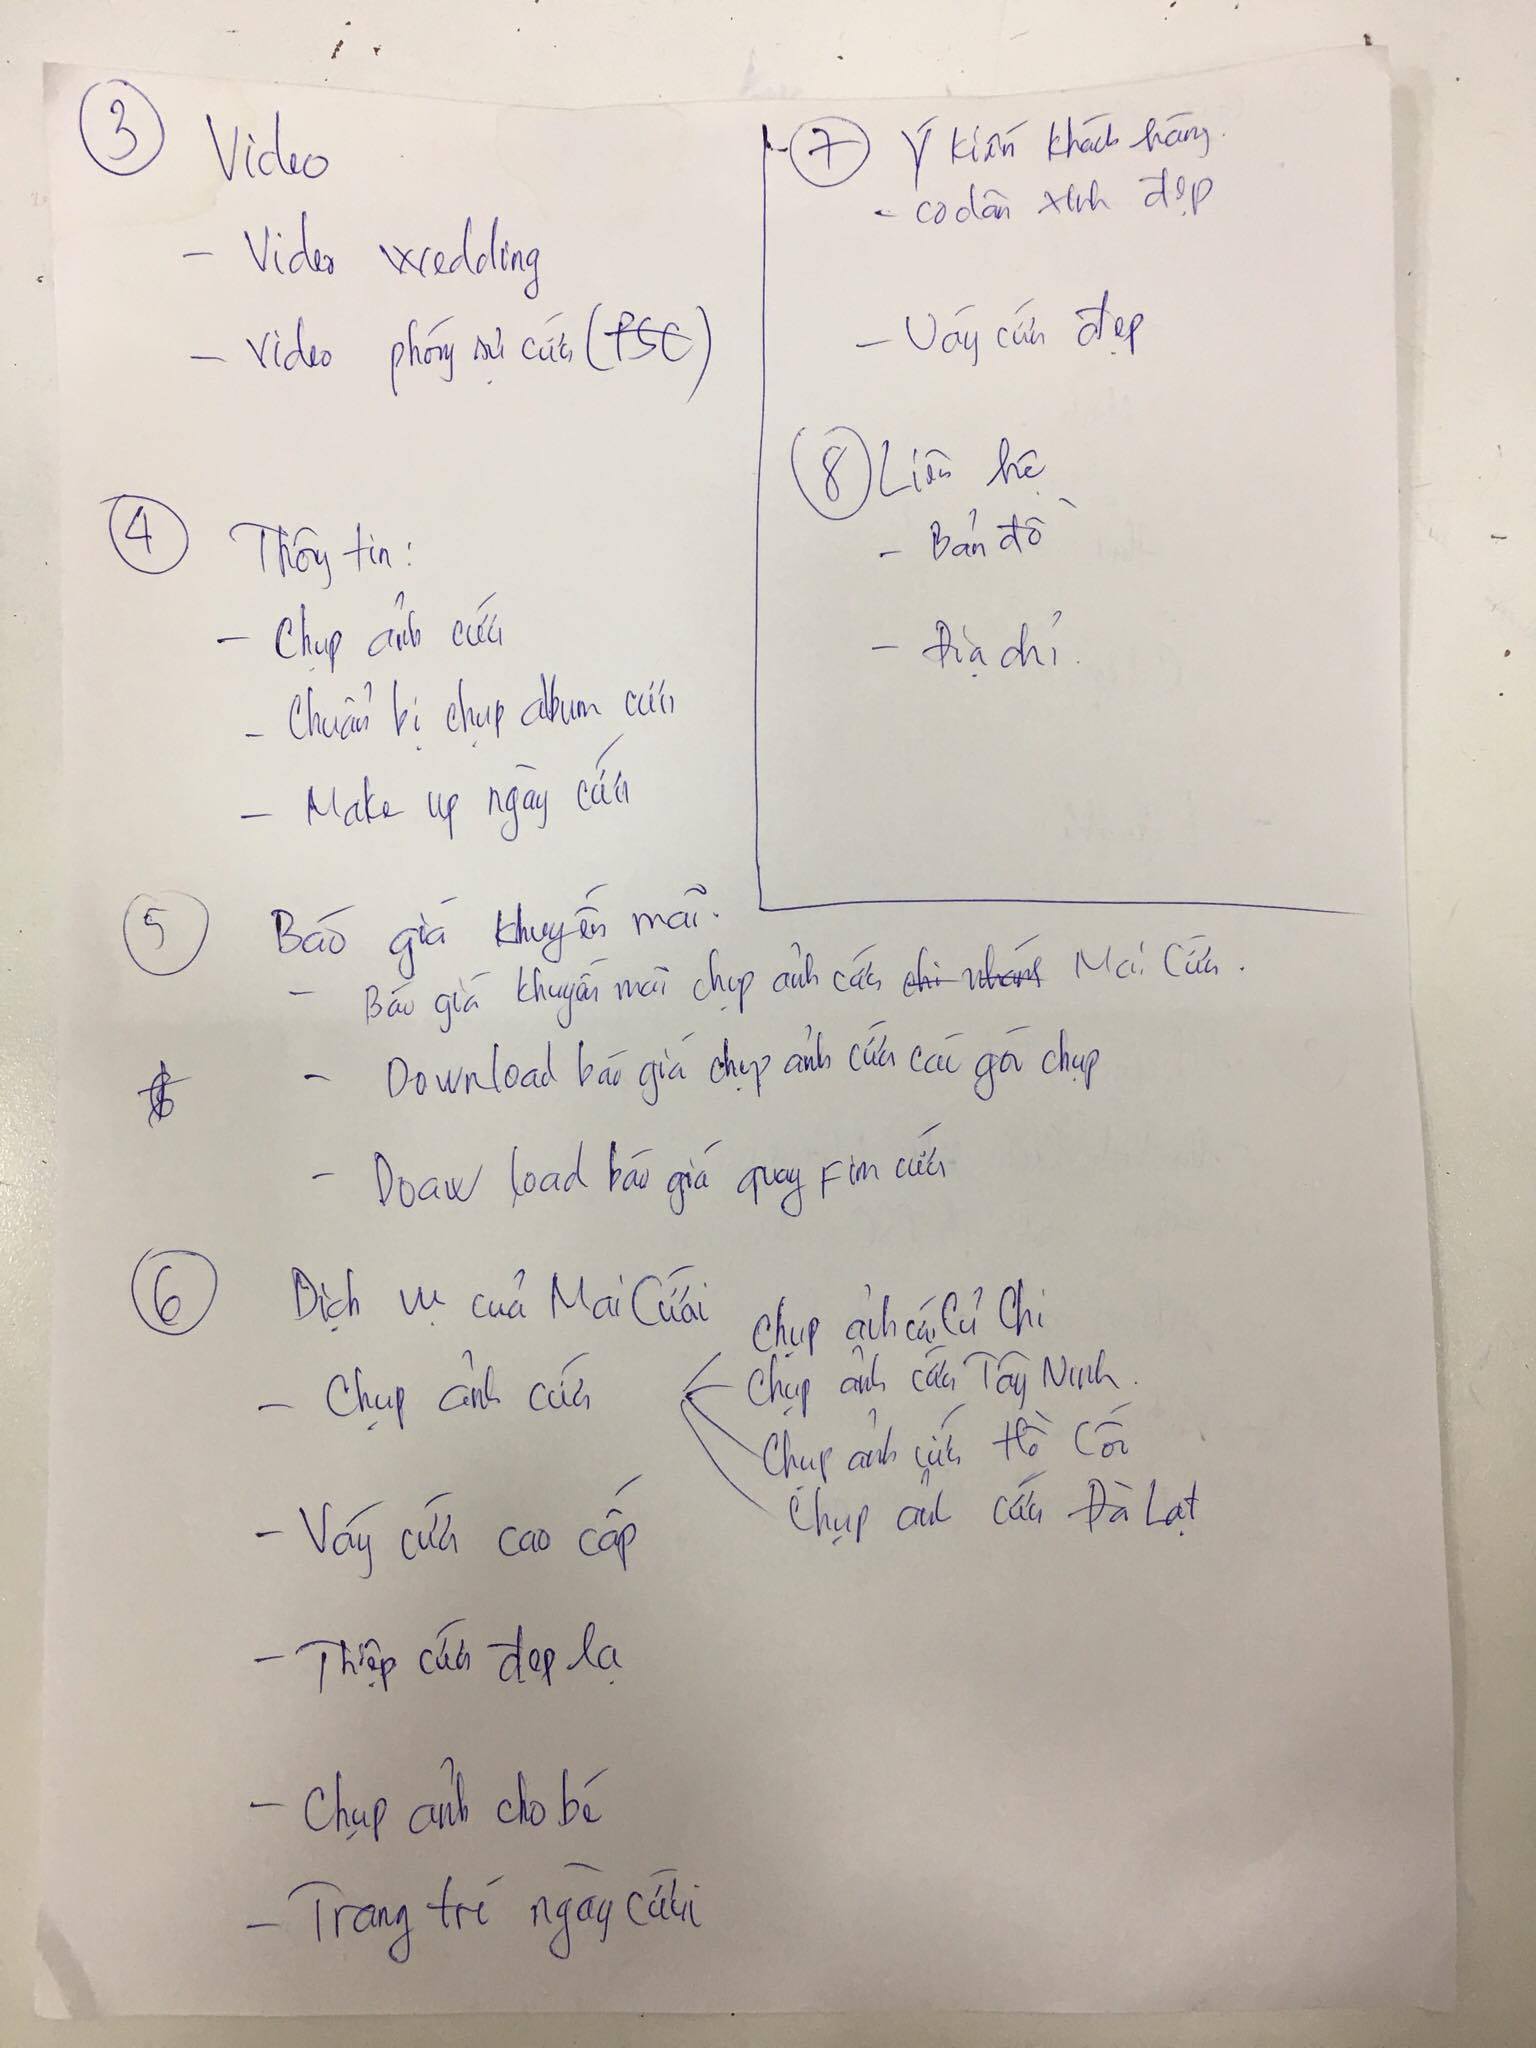 3 Video
- Video wedding
- Video phóng sự cưới (PSC)
4 Thông tin:
- Chụp ảnh cưới
- Chuẩn bị chụp album cưới
- Make up ngày cưới
5 Báo giá khuyến mãi.
- Báo giá khuyến mãi chụp ảnh cưới chi nhánh Mai Cưới.
- Download báo giá chụp ảnh cưới các gói chụp
- Doaw load báo giá quay Fim cưới
6 Dịch vụ của Mai Cưới
- Chụp ảnh cưới
Chụp ảnh cưới Củ Chi
Chụp ảnh cưới Tây Ninh.
Chụp ảnh cưới Hồ Cốc
Chụp ảnh cưới Đà Lạt
- Váy cưới cao cấp
- Thiệp cưới đẹp lạ
- Chụp ảnh cho bé
- Trang trí ngày cưới
7 Ý kiến khách hàng.
- cô dâu xinh đẹp
- Váy cưới đẹp
8 Liên hệ
- Bản đồ
- Địa chỉ.